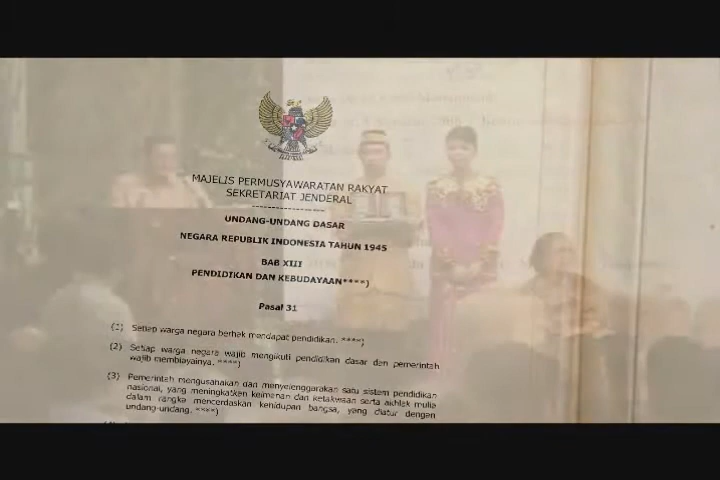 MAJELIS PERMUSYAWARATAN RAKYAT
SEKRETARIAT JENDERAL
UNDANG-UNDANG DASAR
NEGARA REPUBLIK INDONESIA TAHUN 1945
BAB XIII
PENDIDIKAN DAN KEBUDAYAAN****)
Pasal 31
(1) Setiap warga negara berhak mendapat pendidikan. ****)
(2) Setiap warga negara wajib mengikuti pendidikan dasar dan pemerintah
wajib membiayainya. ****)
(3) Pemerintah mengusahakan dan menyelenggarakan satu sistem pendidikan
nasional, yang meningkatkan keimanan dan ketakwaan serta akhlak mulia
dalam rangka mencerdaskan kehidupan bangsa, yang diatur dengan
undang-undang. ****)